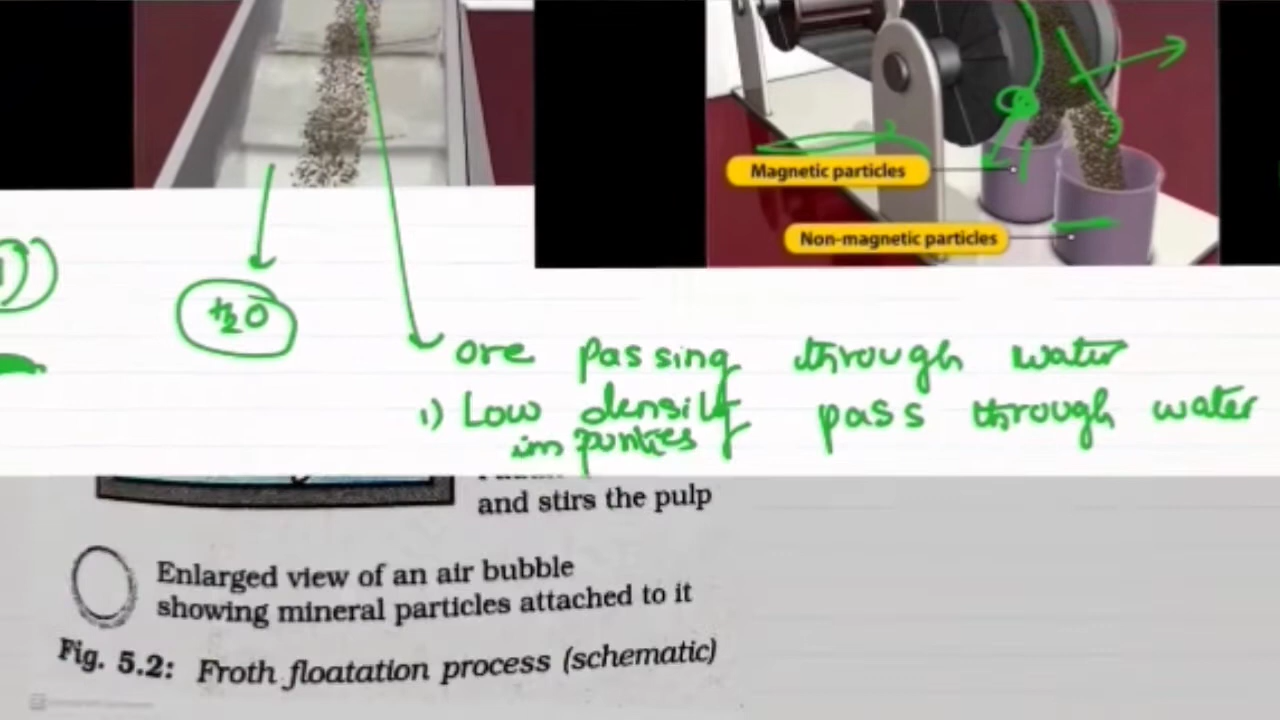 Magnetic particles
Non-magnetic particles
H2O
ore passing through water
1) Low density pass through water
impurities
and stirs the pulp
Enlarged view of an air bubble
showing mineral particles attached to it
Fig. 5.2: Froth floatation process (schematic)